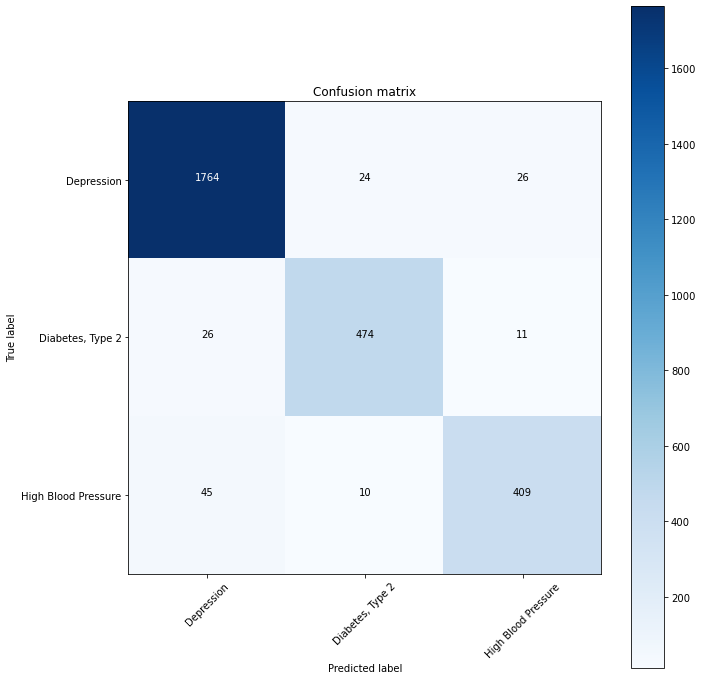 Confusion matrix
Depression
1764
24
26
Diabetes, Type 2
26
474
11
High Blood Pressure
45
10
409
True label
Depression
Diabetes, Type 2
High Blood Pressure
Predicted label
1600
1400
1200
1000
800
600
400
200